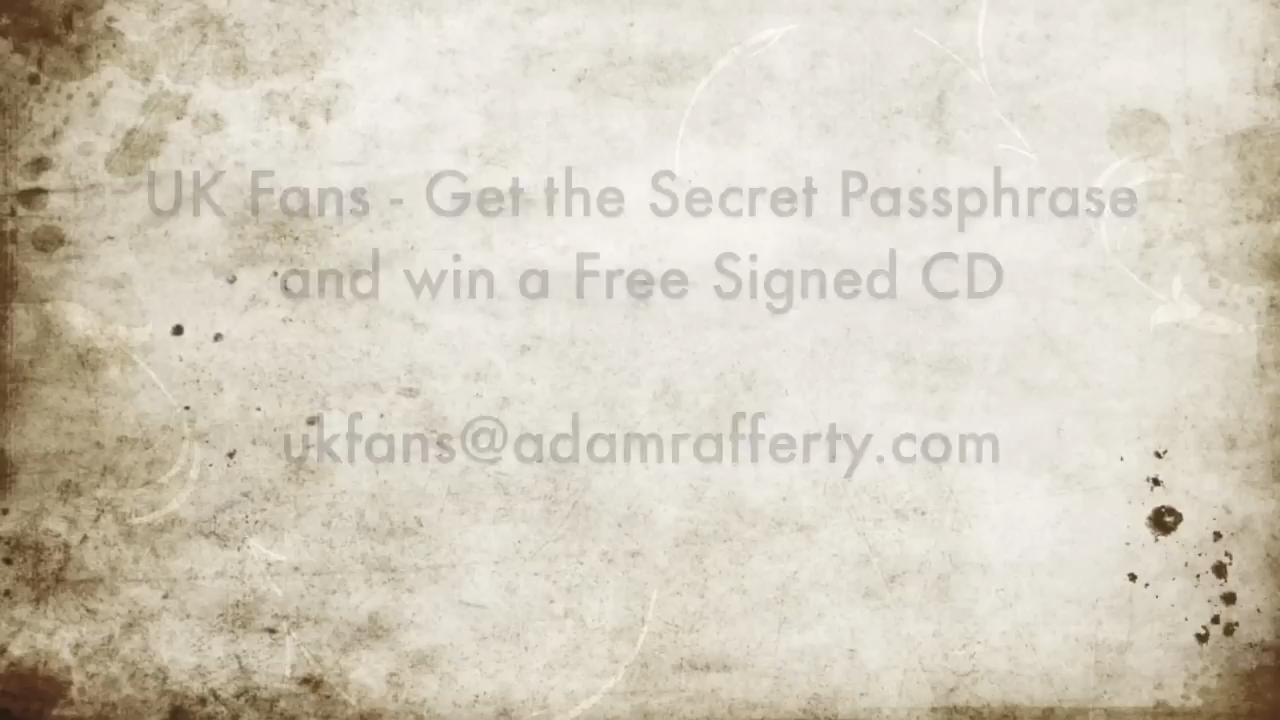 UK Fans - Get the Secret Passphrase
and win a Free Signed CD
ukfans@adamrafferty.com